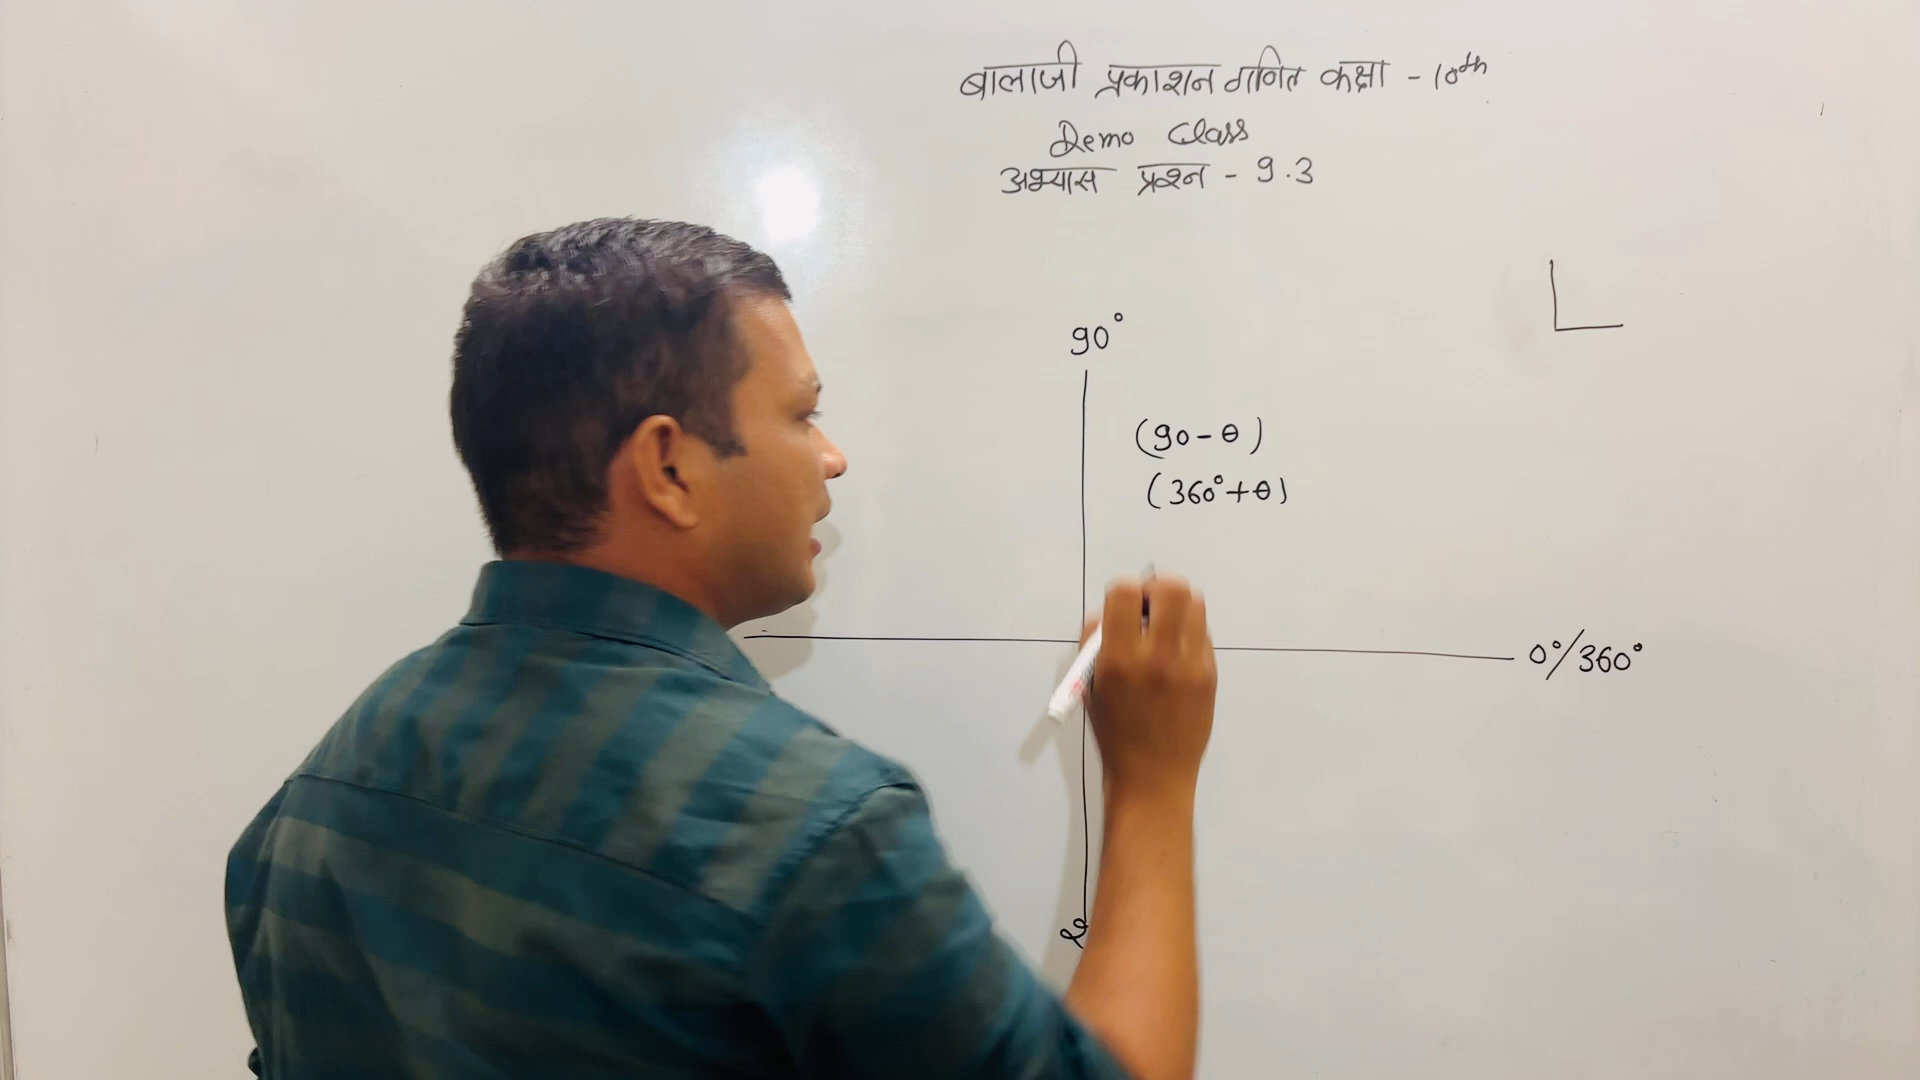 बालाजी प्रकाशन गणित कक्षा - 10th
Demo Class
अभ्यास प्रश्न - 9.3
90°
(90-θ)
(360°+θ)
0°/360°